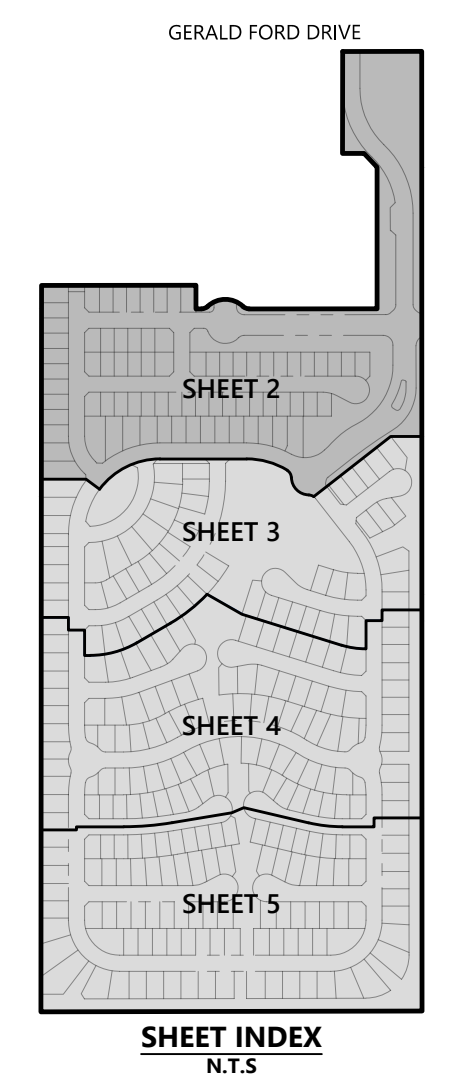 GERALD FORD DRIVE
SHEET 2
SHEET 3
SHEET 4
SHEET 5
SHEET INDEX
N.T.S